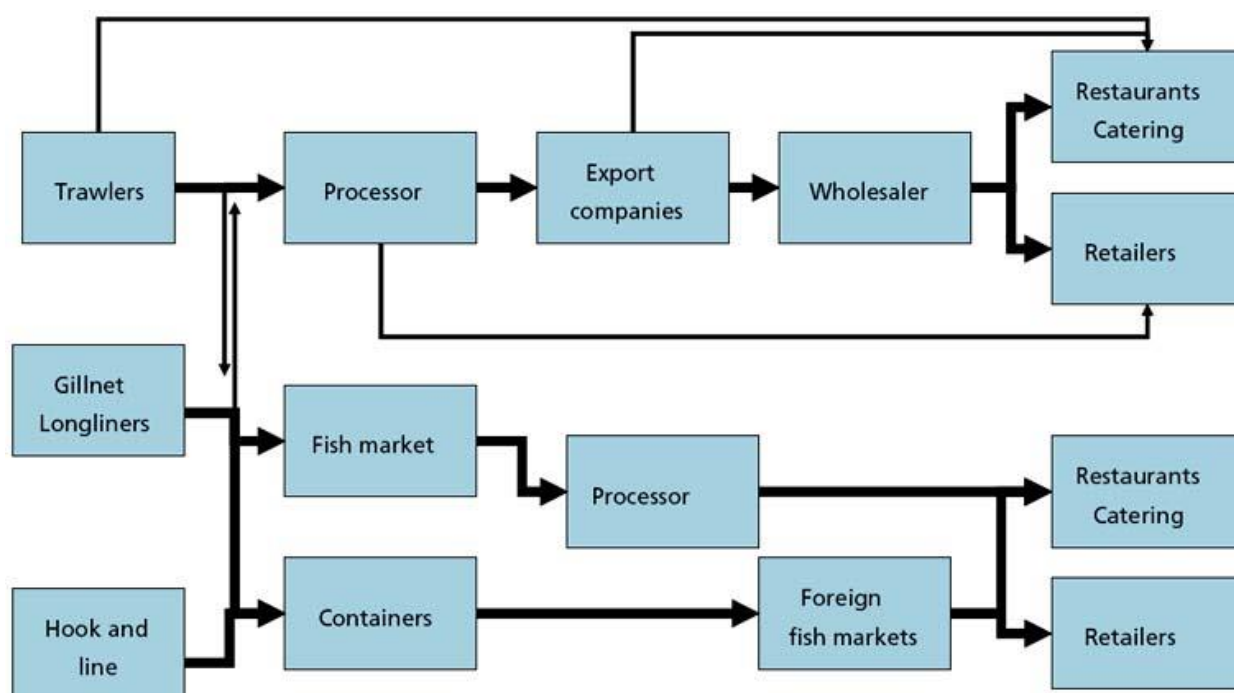 Trawlers
Processor
Export
companies
Wholesaler
Restaurants
Catering
Retailers
Gillnet
Longliners
Fish market
Processor
Restaurants
Catering
Hook and
line
Containers
Foreign
fish markets
Retailers